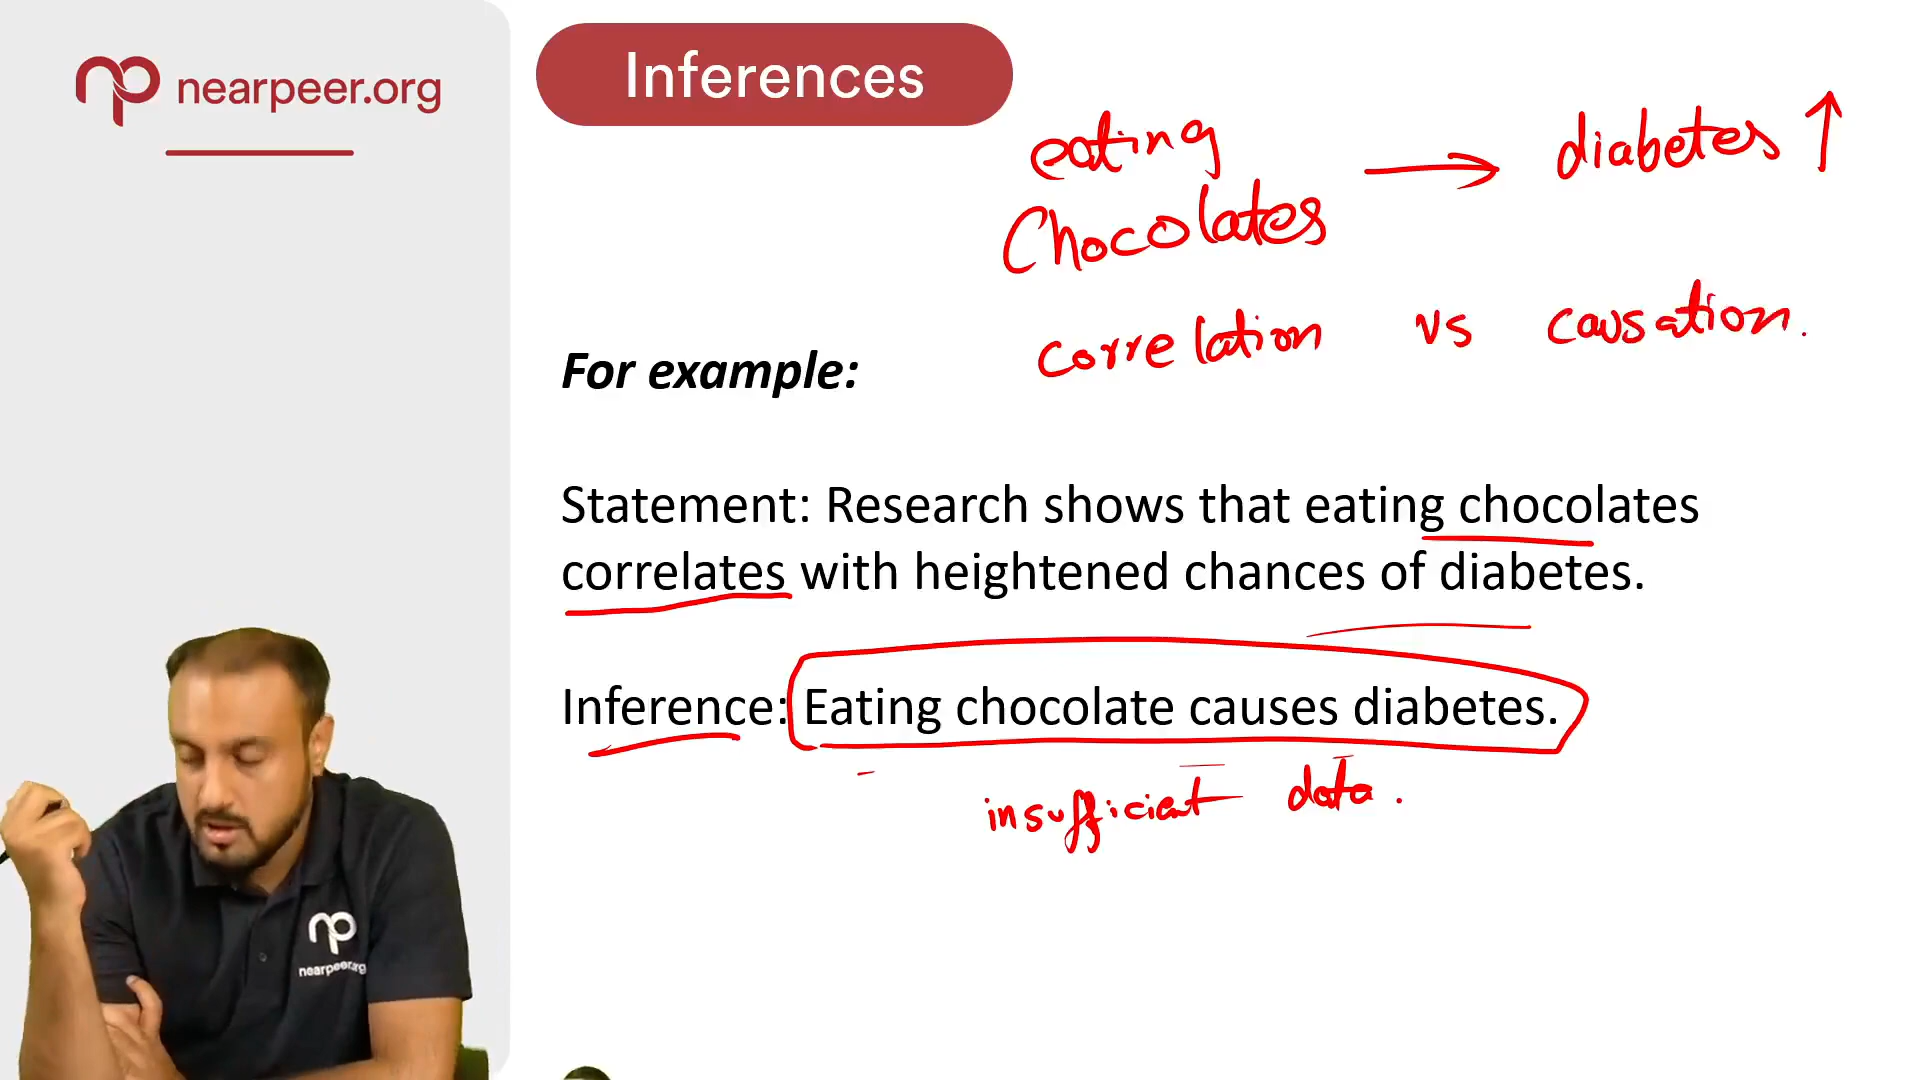 nearpeer.org
Inferences
eating
Chocolates → diabetes ↑
correlation vs causation.
For example:
Statement: Research shows that eating chocolates
correlates with heightened chances of diabetes.
Inference: Eating chocolate causes diabetes.
insufficient data.
nearpeer.org